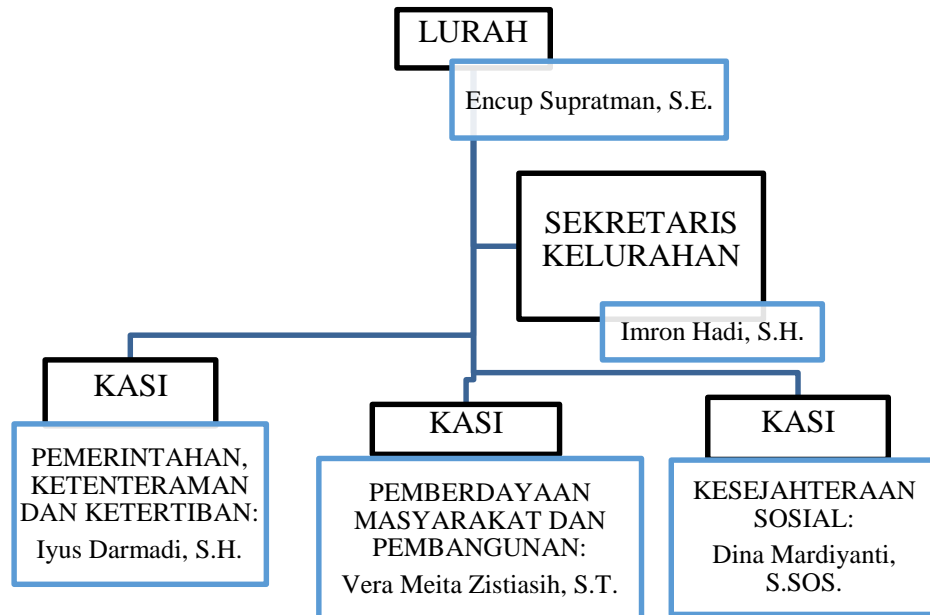 LURAH
Encup Supratman, S.E.
SEKRETARIS
KELURAHAN
Imron Hadi, S.H.
KASI
PEMERINTAHAN,
KETENTERAMAN
DAN KETERTIBAN:
Iyus Darmadi, S.H.
KASI
PEMBERDAYAAN
MASYARAKAT DAN
PEMBANGUNAN:
Vera Meita Zistiasih, S.T.
KASI
KESEJAHTERAAN
SOSIAL:
Dina Mardiyanti,
S.SOS.